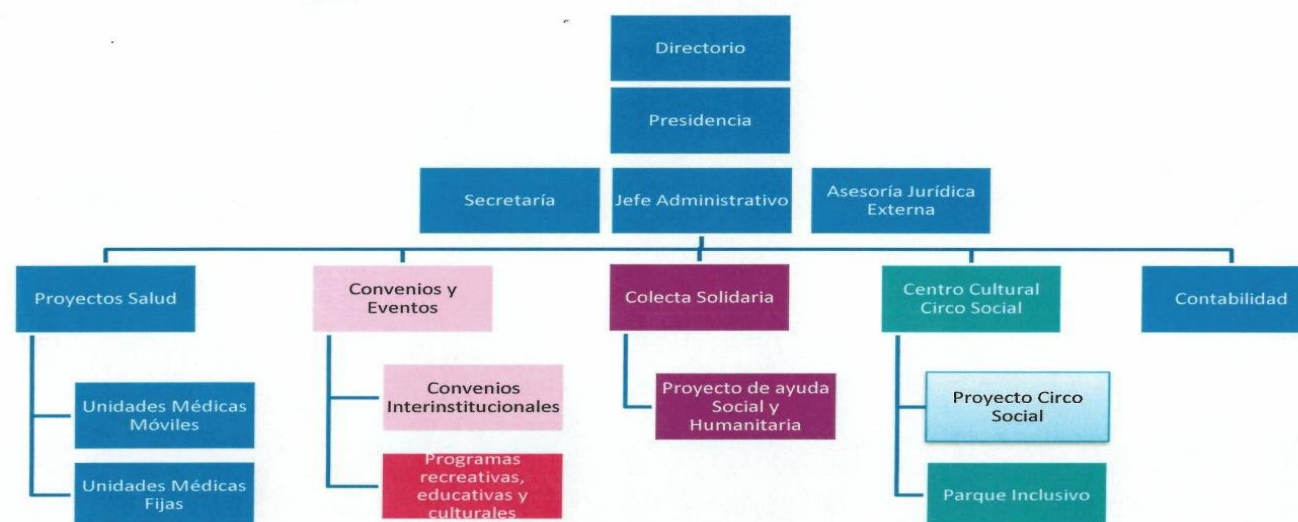 Directorio
Presidencia
Secretaría
Jefe Administrativo
Asesoría Jurídica
Externa
Proyectos Salud
Convenios y
Eventos
Colecta Solidaria
Centro Cultural
Circo Social
Contabilidad
Unidades Médicas
Móviles
Unidades Médicas
Fijas
Convenios
Interinstitucionales
Programas
recreativas,
educativas y
culturales
Proyecto de ayuda
Social y
Humanitaria
Proyecto Circo
Social
Parque Inclusivo